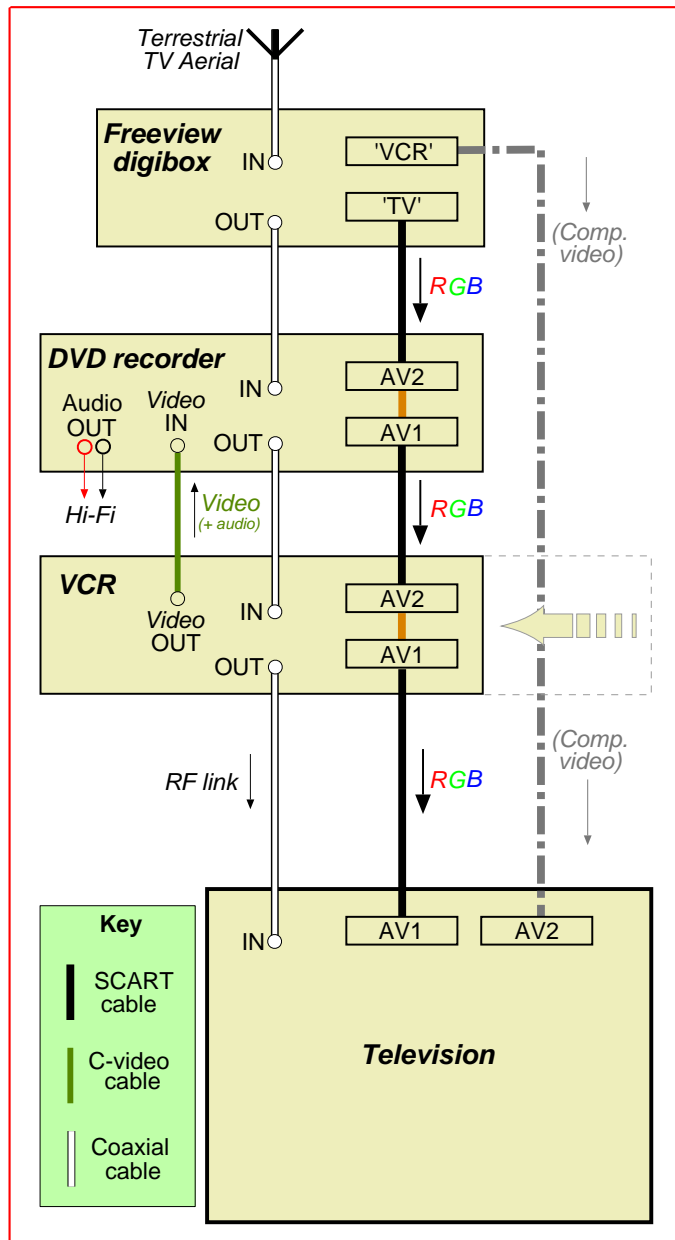 Terrestrial
TV Aerial
Freeview
digibox
IN
'VCR'
'TV'
OUT
(Comp.
video)
RGB
DVD recorder
Audio
OUT
Video
IN
IN
AV2
OUT
AV1
Hi-Fi
Video
(+ audio)
RGB
VCR
Video
OUT
IN
AV2
OUT
AV1
RF link
RGB
(Comp.
video)
Key
SCART
cable
C-video
cable
Coaxial
cable
IN
AV1
AV2
Television